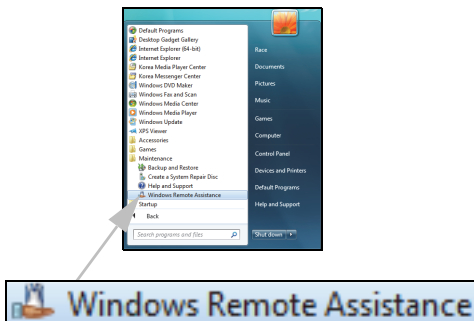 Default Programs
Desktop Gadget Gallery
Internet Explorer (64-bit)
Internet Explorer
Korea Media Player Center
Korea Messenger Center
Windows DVD Maker
Windows Fax and Scan
Windows Media Center
Windows Media Player
Windows Update
XPS Viewer
Accessories
Games
Maintenance
Backup and Restore
Create a System Repair Disc
Help and Support
Windows Remote Assistance
Startup
Back
Search programs and files
Race
Documents
Pictures
Music
Games
Computer
Control Panel
Devices and Printers
Default Programs
Help and Support
Shut down
Windows Remote Assistance